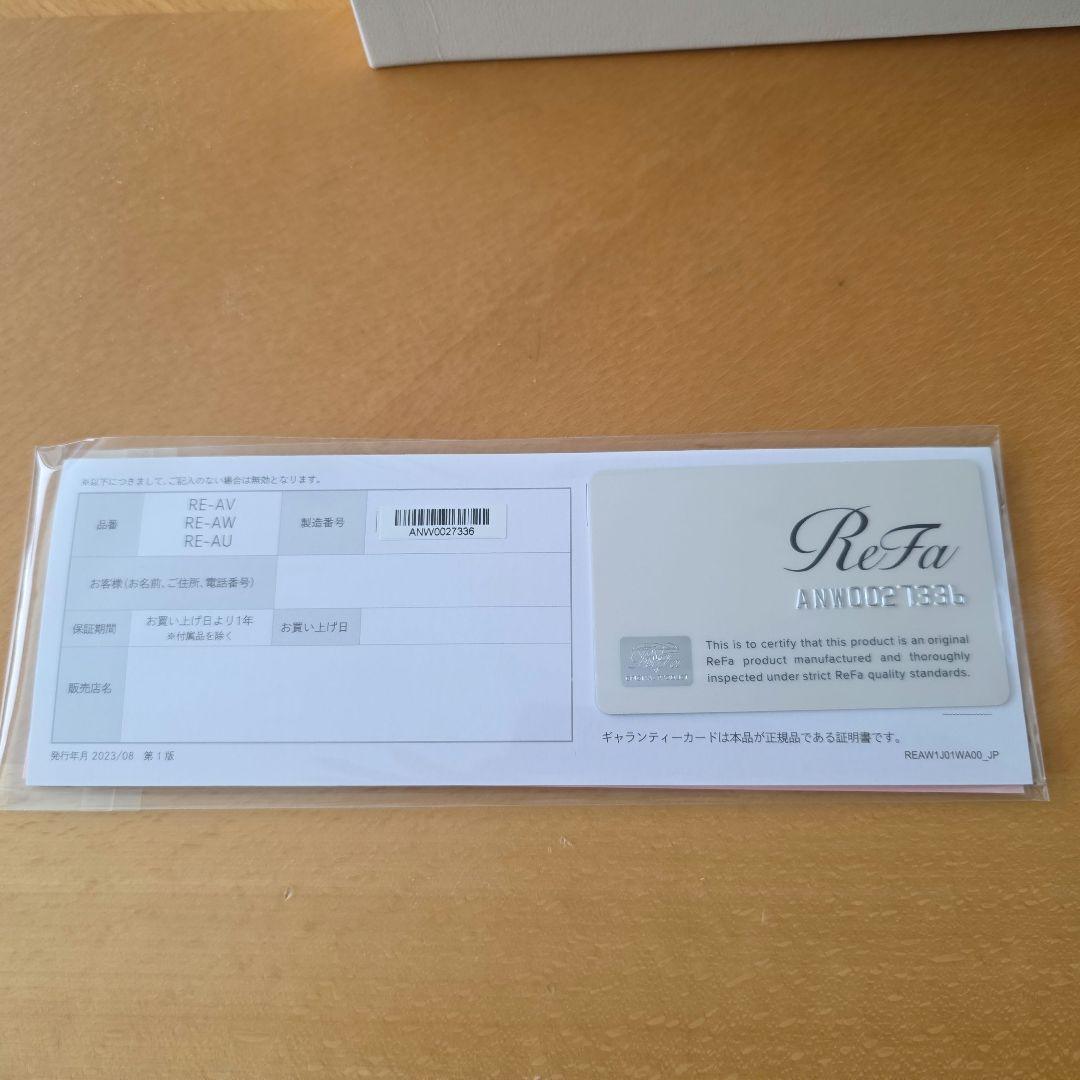 ※以下につきまして、ご記入のない場合は無効となります。
品番
RE-AV
RE-AW
RE-AU
製造番号
ANW0027336
お客様(お名前、ご住所、電話番号)
保証期間
お買い上げ日より1年
※付属品を除く
お買い上げ日
販売店名
発行年月 2023/08 第1版
ReFa
ANW0027336
This is to certify that this product is an original
ReFa product manufactured and thoroughly
inspected under strict ReFa quality standards.
ギャランティーカードは本品が正規品である証明書です。
REAW1J01WA00_JP